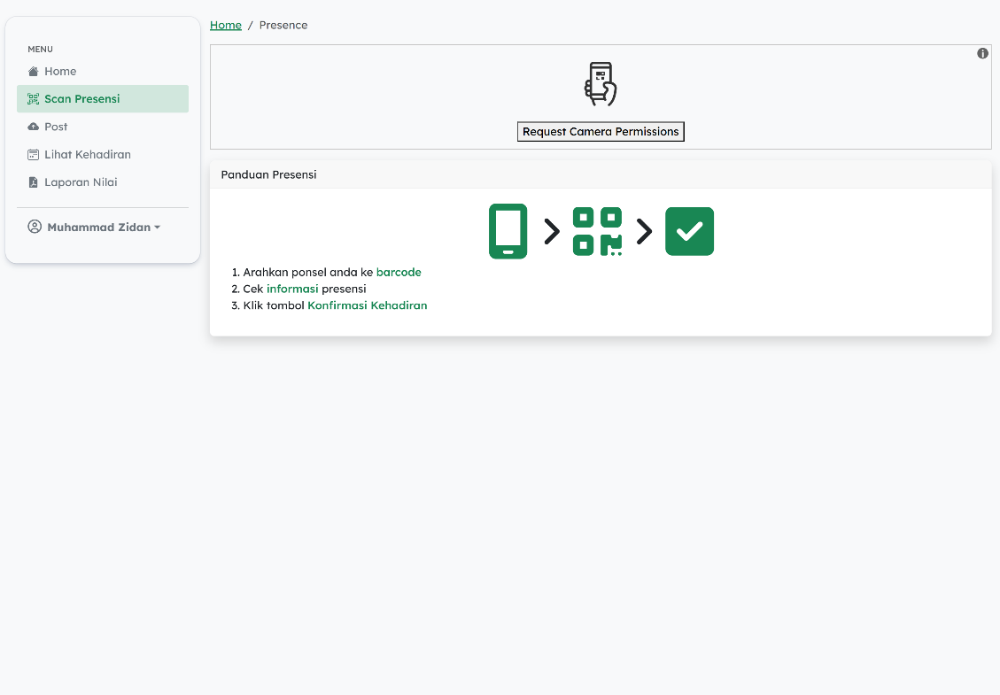 MENU
Home
Scan Presensi
Post
Lihat Kehadiran
Laporan Nilai
Muhammad Zidan
Home / Presence
Request Camera Permissions
Panduan Presensi
1. Arahkan ponsel anda ke barcode
2. Cek informasi presensi
3. Klik tombol Konfirmasi Kehadiran